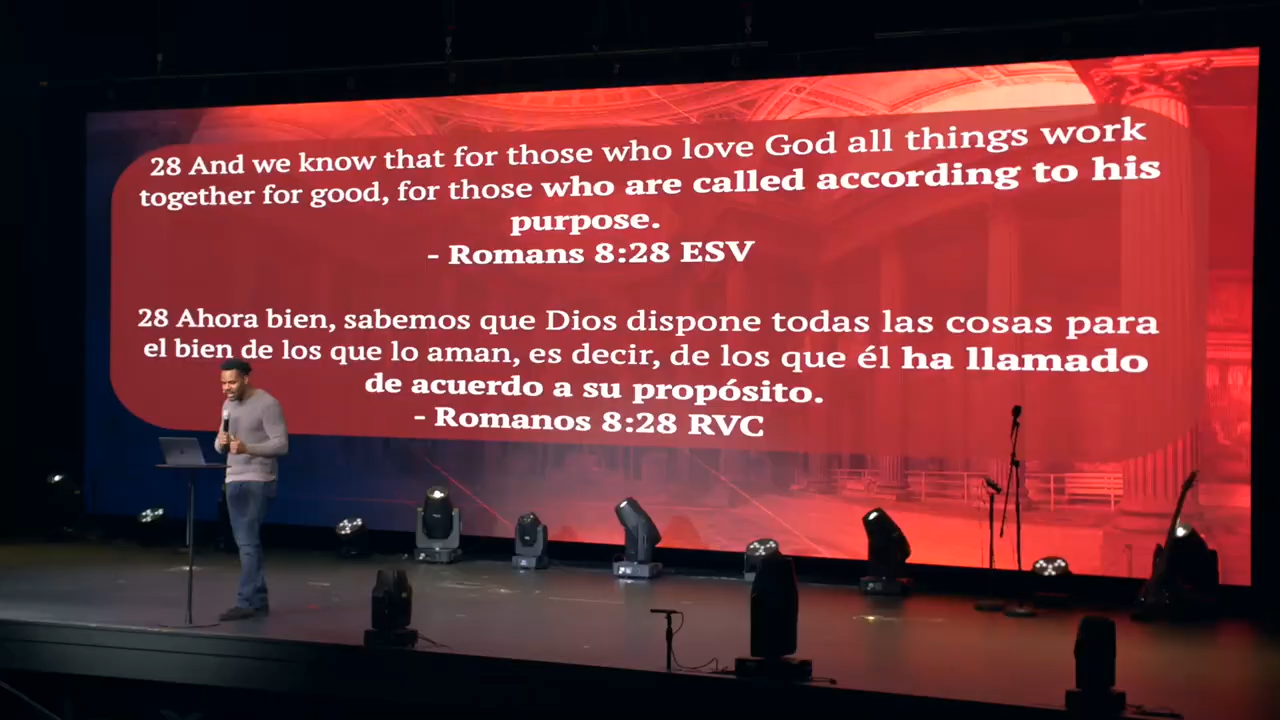 28 And we know that for those who love God all things work
together for good, for those who are called according to his
purpose.
- Romans 8:28 ESV
28 Ahora bien, sabemos que Dios dispone todas las cosas para
el bien de los que lo aman, es decir, de los que él ha llamado
de acuerdo a su propósito.
- Romanos 8:28 RVC